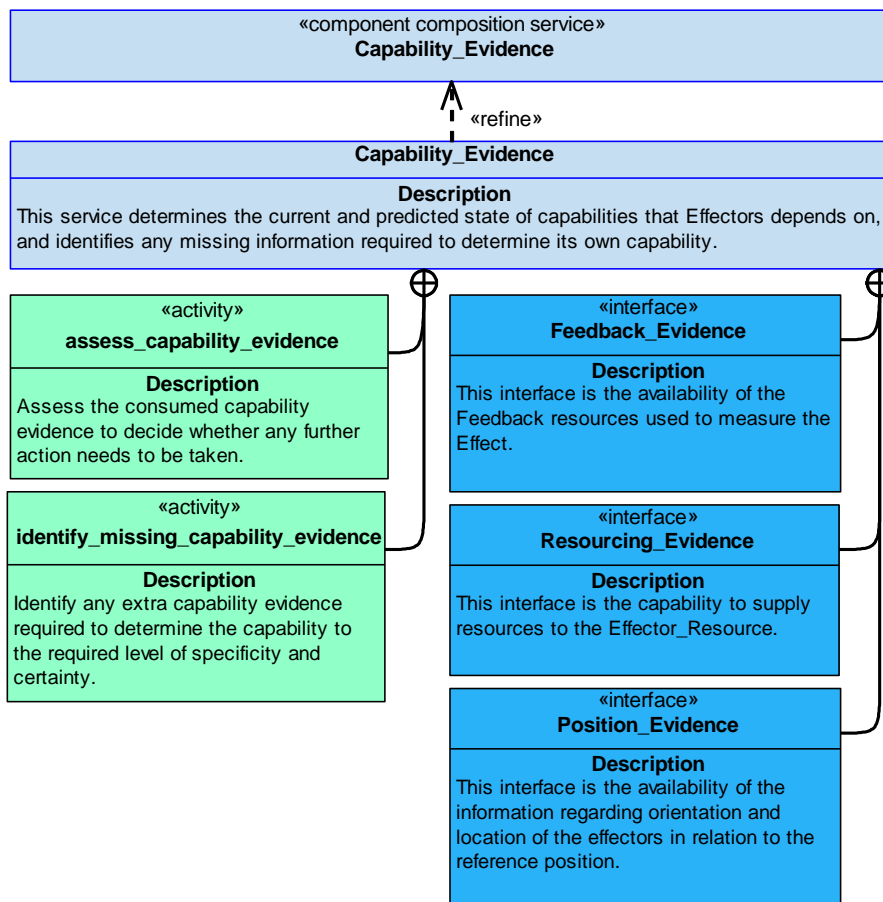 «component composition service»
Capability_Evidence
«refine»
Capability_Evidence
Description
This service determines the current and predicted state of capabilities that Effectors depends on,
and identifies any missing information required to determine its own capability.
«activity»
assess_capability_evidence
Description
Assess the consumed capability
evidence to decide whether any further
action needs to be taken.
«activity»
identify_missing_capability_evidence
Description
Identify any extra capability evidence
required to determine the capability to
the required level of specificity and
certainty.
«interface»
Feedback_Evidence
Description
This interface is the availability of the
Feedback resources used to measure the
Effect.
«interface»
Resourcing_Evidence
Description
This interface is the capability to supply
resources to the Effector_Resource.
«interface»
Position_Evidence
Description
This interface is the availability of the
information regarding orientation and
location of the effectors in relation to the
reference position.